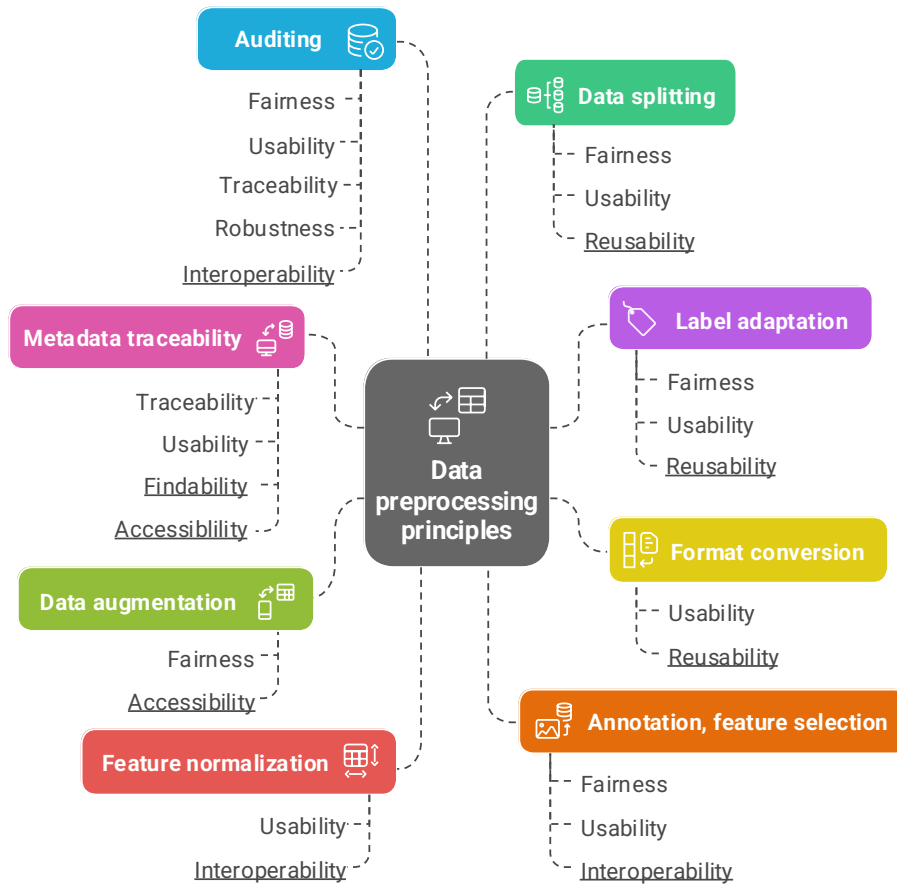 Auditing
Fairness
Usability
Traceability
Robustness
Interoperability
Data splitting
Fairness
Usability
Reusability
Metadata traceability
Traceability
Usability
Findability
Accessiblility
Label adaptation
Fairness
Usability
Reusability
Data
preprocessing
principles
Data augmentation
Fairness
Accessibility
Format conversion
Usability
Reusability
Feature normalization
Usability
Interoperability
Annotation, feature selection
Fairness
Usability
Interoperability